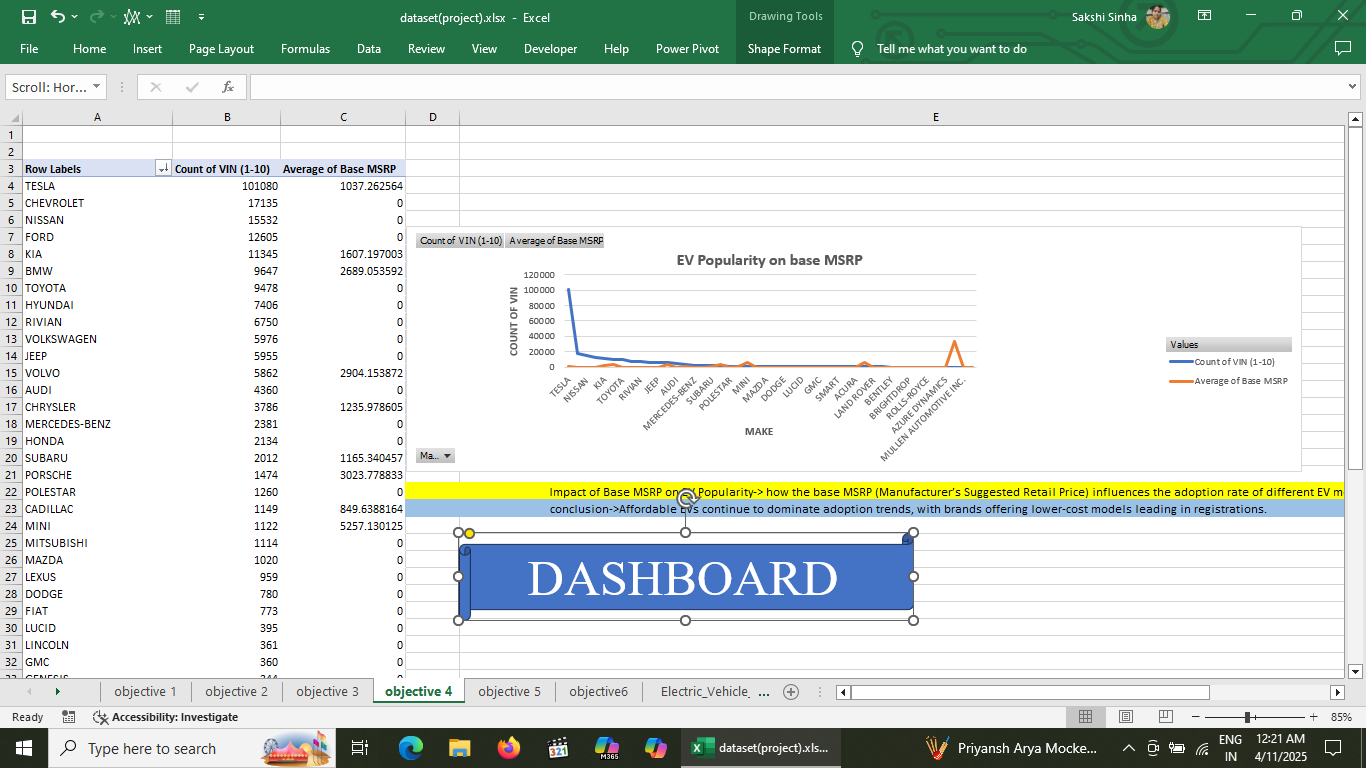 dataset(project).xlsx - Excel
Drawing Tools
Sakshi Sinha
File Home Insert Page Layout Formulas Data Review View Developer Help Power Pivot Shape Format Tell me what you want to do
Scroll: Hor... fx
A B C D E
1
2
3 Row Labels Count of VIN (1-10) Average of Base MSRP
4 TESLA 101080 1037.262564
5 CHEVROLET 17135 0
6 NISSAN 15532 0
7 FORD 12605 0
8 KIA 11345 1607.197003
9 BMW 9647 2689.053592
10 TOYOTA 9478 0
11 HYUNDAI 7406 0
12 RIVIAN 6750 0
13 VOLKSWAGEN 5976 0
14 JEEP 5955 0
15 VOLVO 5862 2904.153872
16 AUDI 4360 0
17 CHRYSLER 3786 1235.978605
18 MERCEDES-BENZ 2381 0
19 HONDA 2134 0
20 SUBARU 2012 1165.340457
21 PORSCHE 1474 3023.778833
22 POLESTAR 1260 0
23 CADILLAC 1149 849.6388164
24 MINI 1122 5257.130125
25 MITSUBISHI 1114 0
26 MAZDA 1020 0
27 LEXUS 959 0
28 DODGE 780 0
29 FIAT 773 0
30 LUCID 395 0
31 LINCOLN 361 0
32 GMC 360 0
Count of VIN (1-10) Average of Base MSRP
EV Popularity on base MSRP
COUNT OF VIN
120000
100000
80000
60000
40000
20000
0
TESLA NISSAN KIA TOYOTA RIVIAN JEEP AUDI MERCEDES-BENZ SUBARU POLESTAR MINI MAZDA DODGE LUCID GMC SMART ACURA LAND ROVER BENTLEY BRIGHTDROP ROLLS-ROYCE AZURE DYNAMICS MULLEN AUTOMOTIVE INC.
MAKE
Values
Count of VIN (1-10)
Average of Base MSRP
Ma...
Impact of Base MSRP on EV Popularity-> how the base MSRP (Manufacturer's Suggested Retail Price) influences the adoption rate of different EV
conclusion->Affordable EVs continue to dominate adoption trends, with brands offering lower-cost models leading in registrations.
DASHBOARD
objective 1 objective 2 objective 3 objective 4 objective 5 objective6 Electric_Vehicle_ ...
Ready Accessibility: Investigate 85%
Type here to search
321
M365
dataset(project).xls...
Priyansh Arya Mocke...
ENG
IN
12:21 AM
4/11/2025